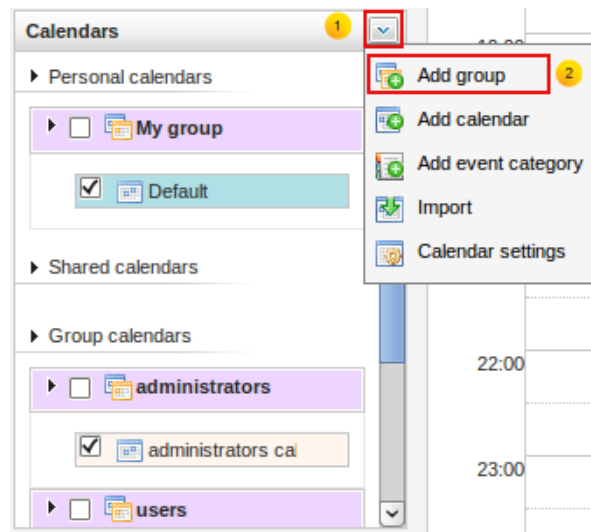 Calendars
1
Personal calendars
My group
Default
Shared calendars
Group calendars
administrators
administrators cal
users
Add group
2
Add calendar
Add event category
Import
Calendar settings
22:00
23:00